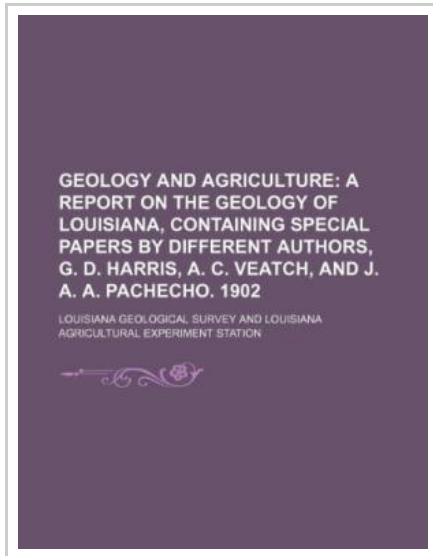 GEOLOGY AND AGRICULTURE: A
REPORT ON THE GEOLOGY OF
LOUISIANA, CONTAINING SPECIAL
PAPERS BY DIFFERENT AUTHORS,
G. D. HARRIS, A. C. VEATCH, AND J.
A. A. PACHECHO. 1902
LOUISIANA GEOLOGICAL SURVEY AND LOUISIANA
AGRICULTURAL EXPERIMENT STATION